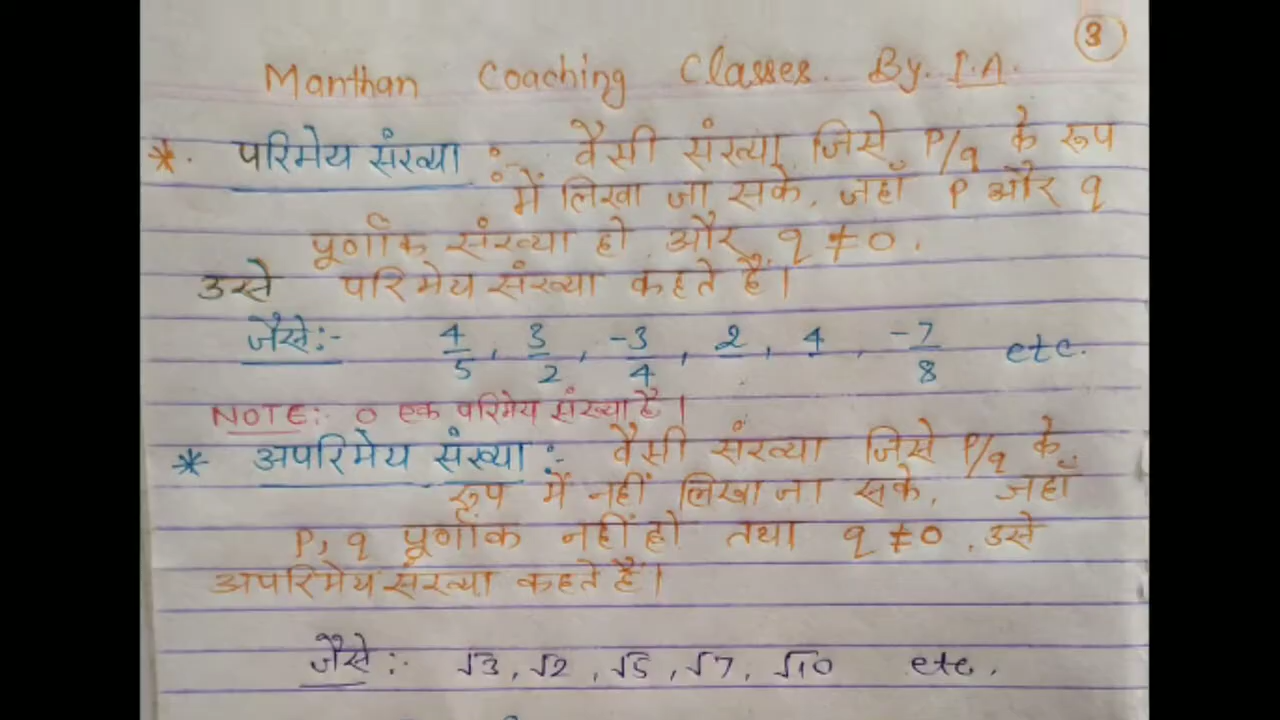 3
Manthan Coaching Classes. By. I.A.
*. परिमेय संख्या :- वैसी संख्या जिसे P/q के रूप
में लिखा जा सके, जहाँ P और q
पूर्णांक संख्या हो और q ≠ 0.
उसे परिमेय संख्या कहते हैं।
जैसे:- 4/5, 3/2, -3/4, 2, 4, -7/8 etc.
NOTE:- 0 एक परिमेय संख्या है।
* अपरिमेय संख्या :- वैसी संख्या जिसे P/q के
रूप में नहीं लिखा जा सके, जहाँ
P, q पूर्णांक नहीं हो तथा q ≠ 0. उसे
अपरिमेय संख्या कहते हैं।
जैसे:- √3, √2, √5, √7, √10 etc.